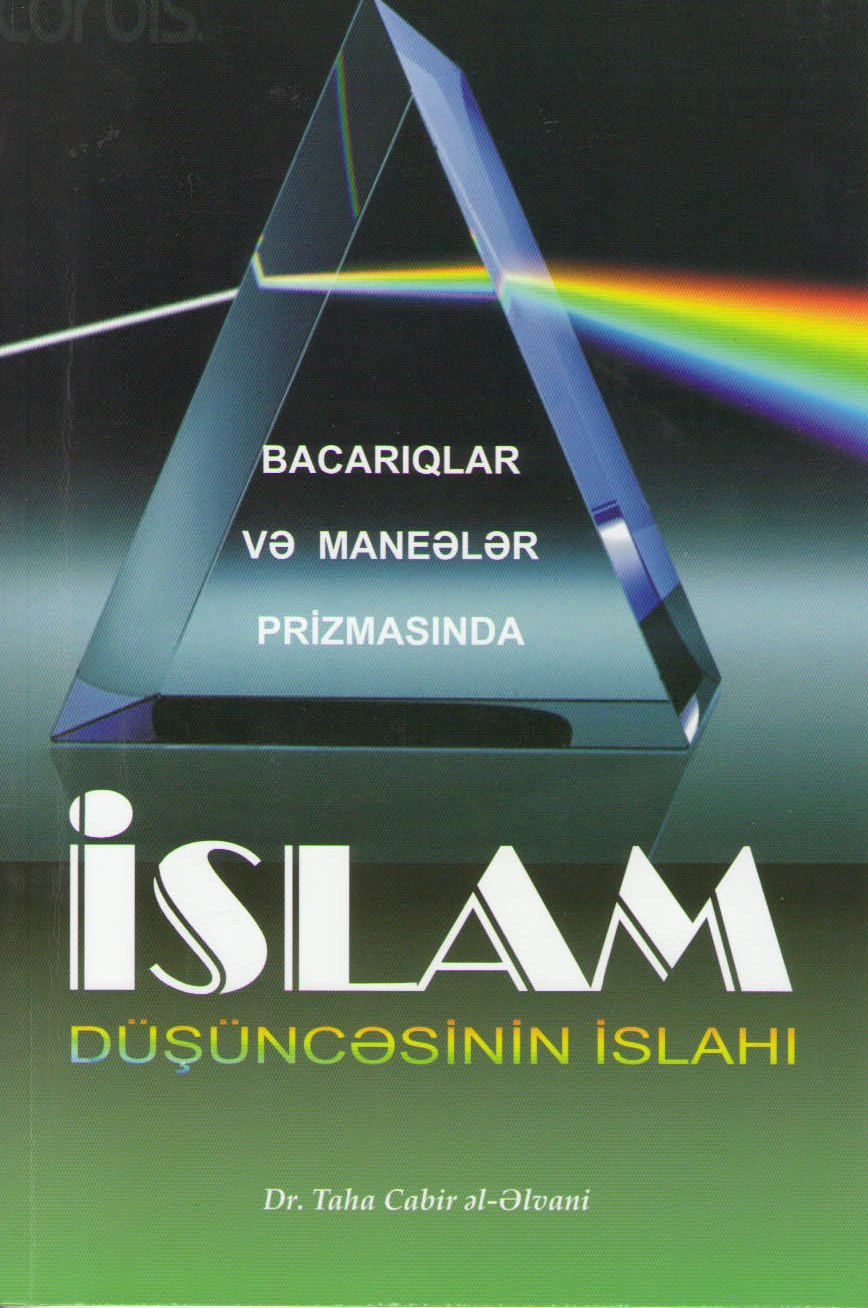 BACARIQLAR
VƏ MANEƏLƏR
PRİZMASINDA
İSLAM
DÜŞÜNCƏSİNİN İSLAHI
Dr. Taha Cabir əl-Əlvani